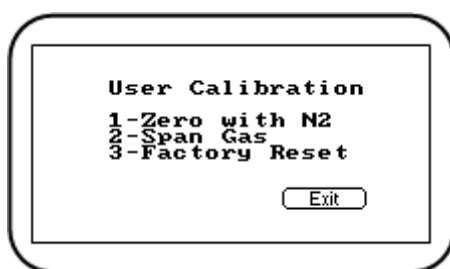 User Calibration
1-Zero with N2
2-Span Gas
3-Factory Reset
Exit